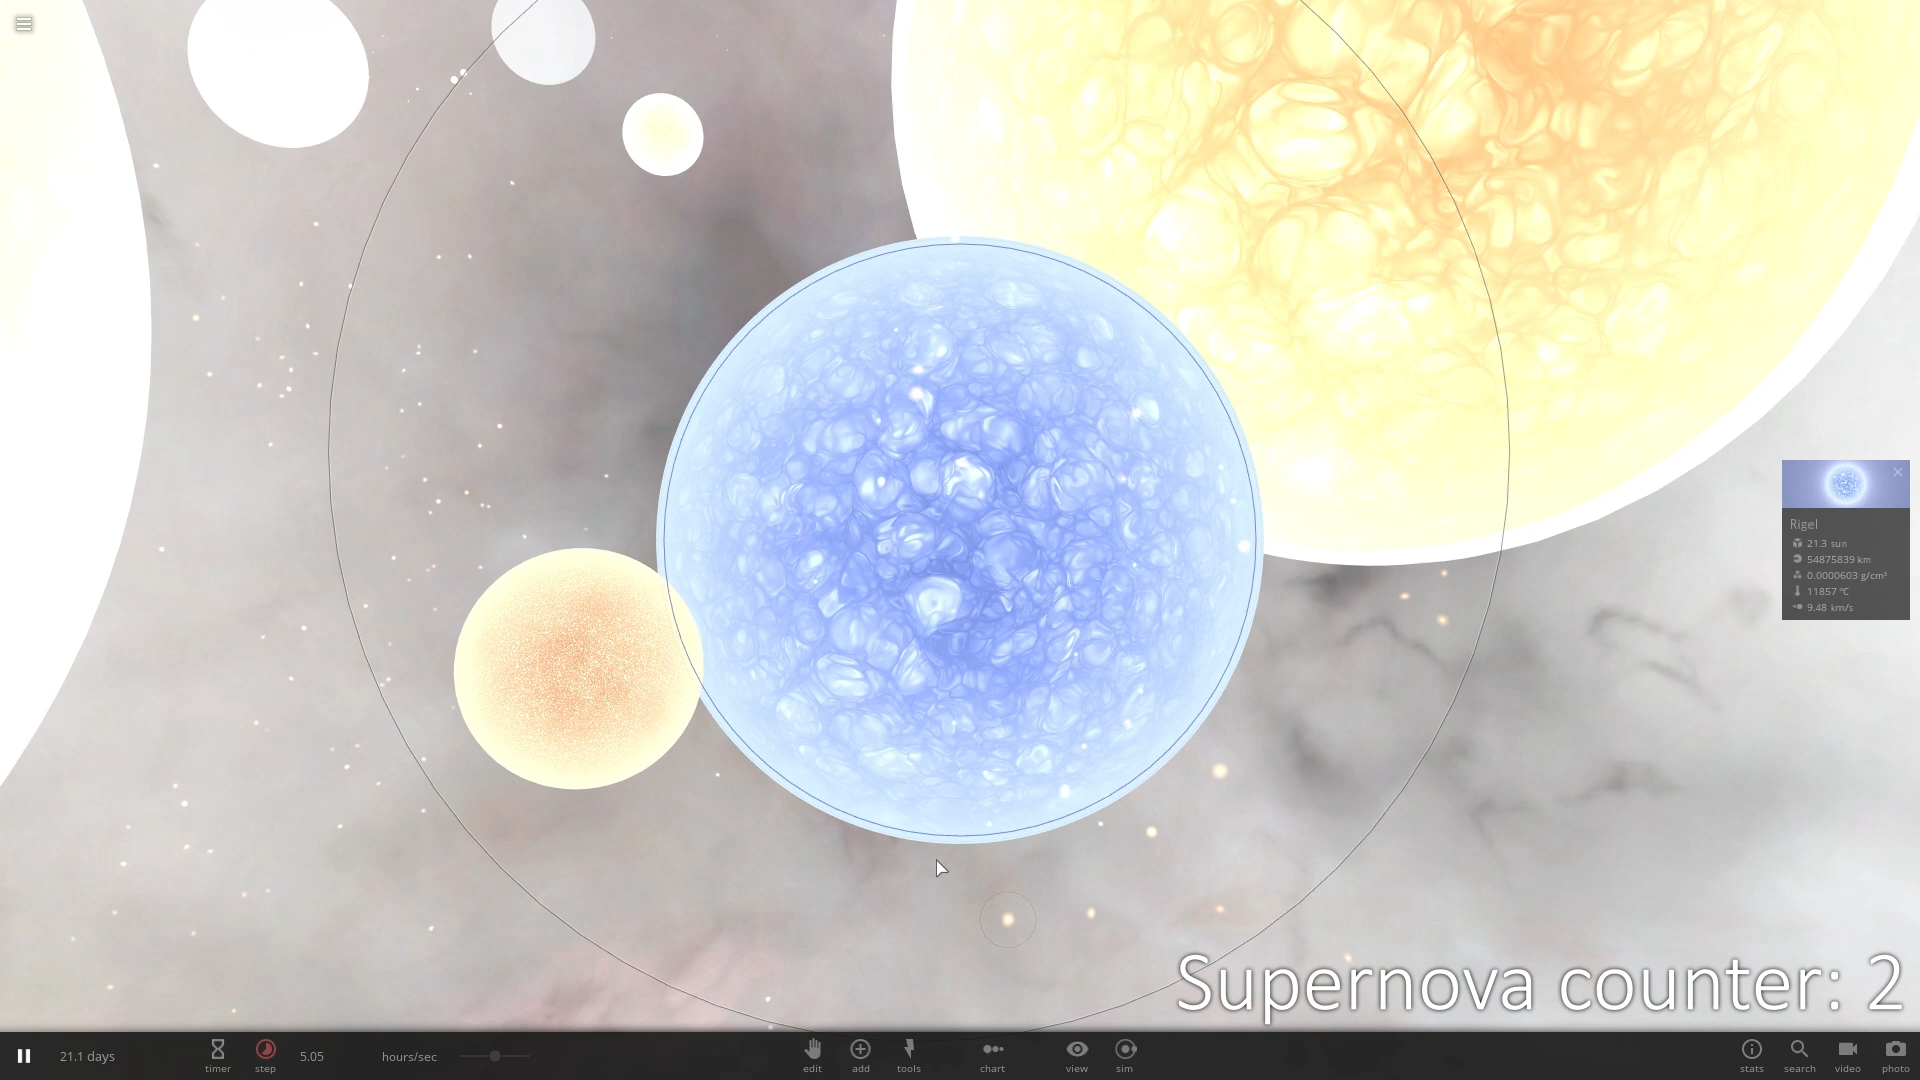 Rigel
21.3 sun
54875839 km
0.0000603 g/cm³
11857 °C
9.48 km/s
Supernova counter: 2
21.1 days
timer
step
5.05
hours/sec
edit
add
tools
chart
view
sim
stats
search
video
photo